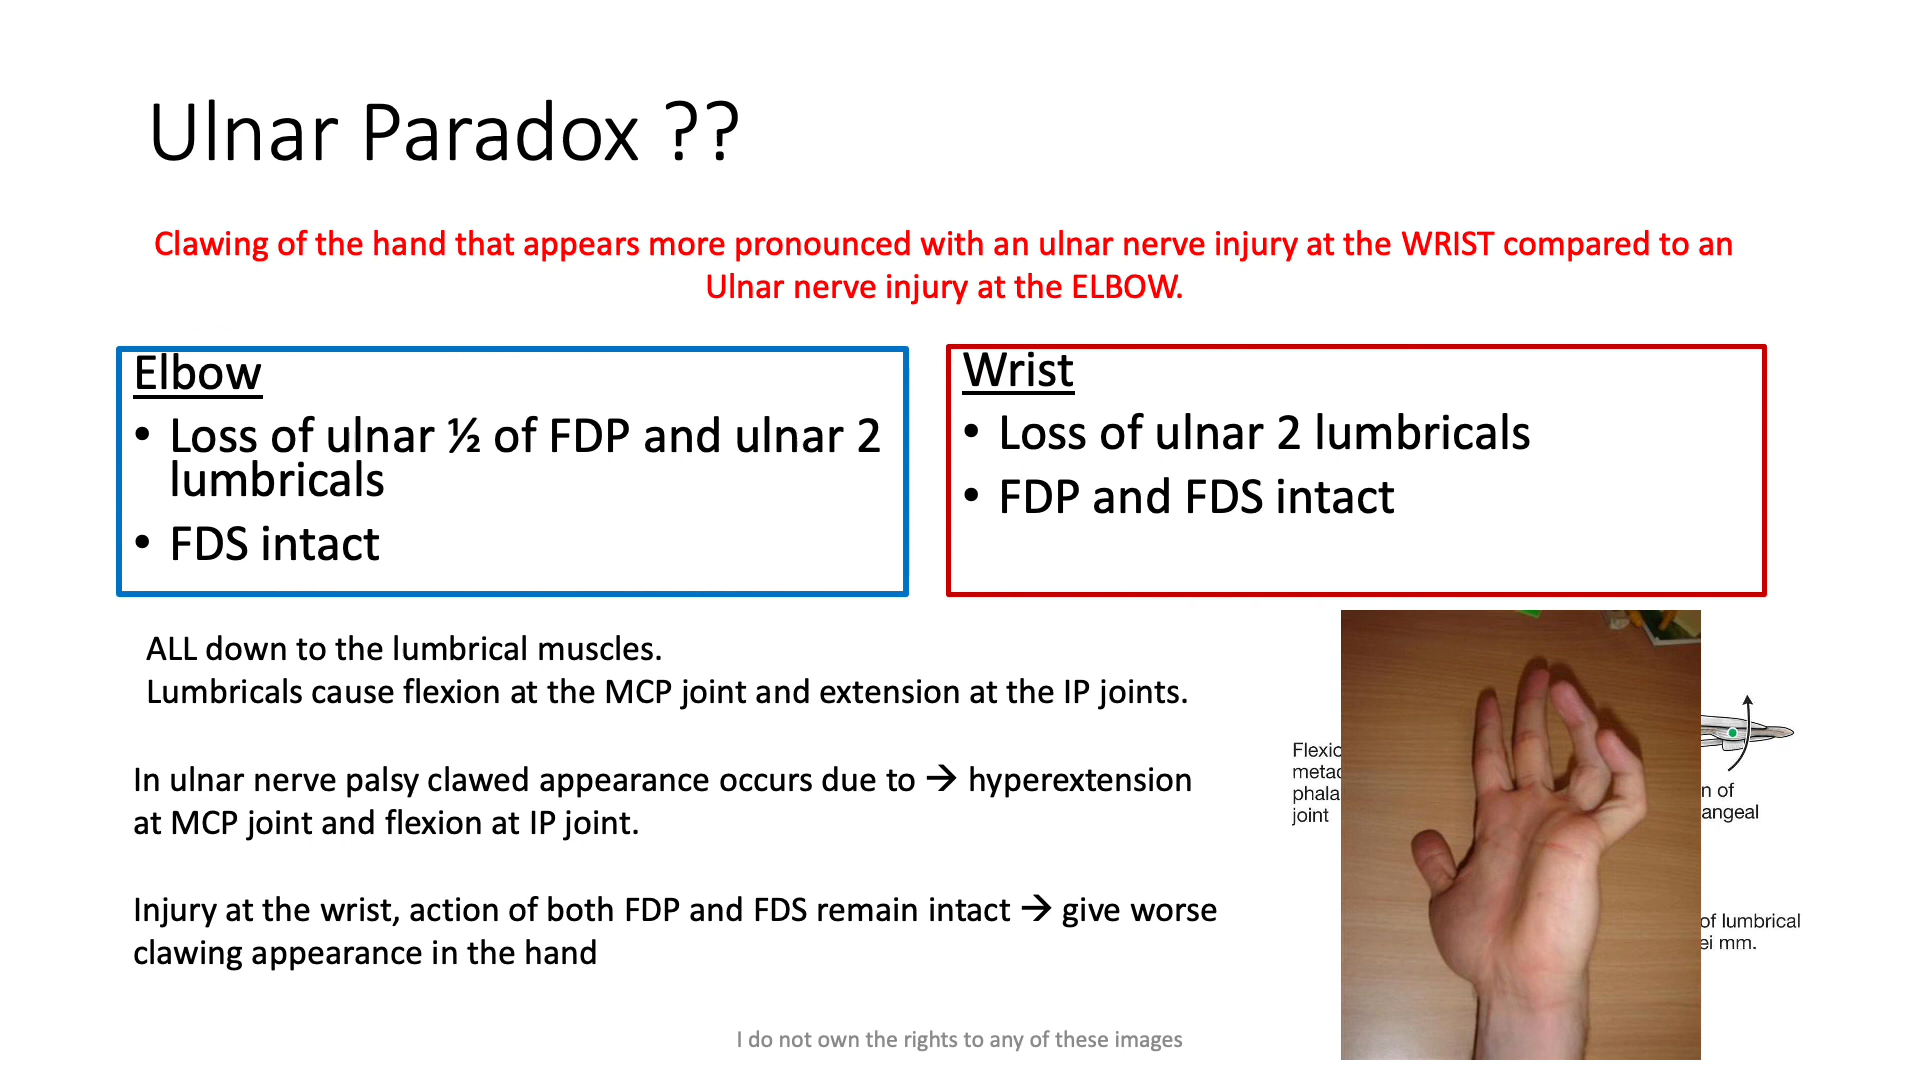 Ulnar Paradox ??
Clawing of the hand that appears more pronounced with an ulnar nerve injury at the WRIST compared to an
Ulnar nerve injury at the ELBOW.
Elbow
• Loss of ulnar ½ of FDP and ulnar 2
lumbricals
• FDS intact
Wrist
• Loss of ulnar 2 lumbricals
• FDP and FDS intact
ALL down to the lumbrical muscles.
Lumbricals cause flexion at the MCP joint and extension at the IP joints.
In ulnar nerve palsy clawed appearance occurs due to → hyperextension
at MCP joint and flexion at IP joint.
Injury at the wrist, action of both FDP and FDS remain intact → give worse
clawing appearance in the hand
joint
of
of lumbrical
mm.
I do not own the rights to any of these images